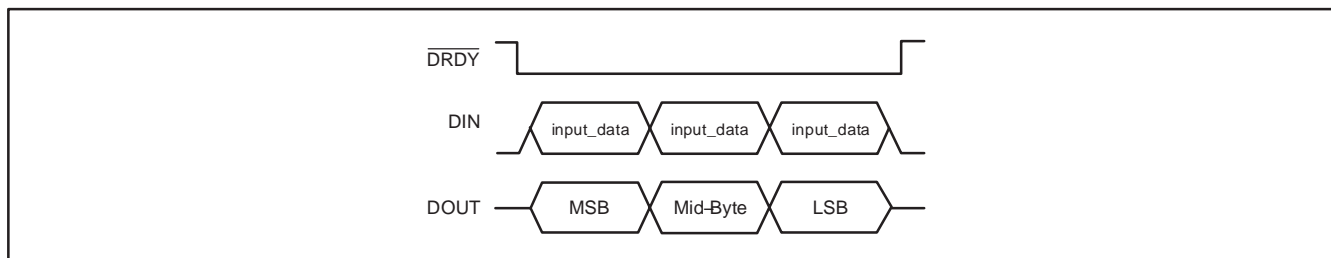 DRDY
DIN input_data input_data input_data
DOUT MSB Mid-Byte LSB